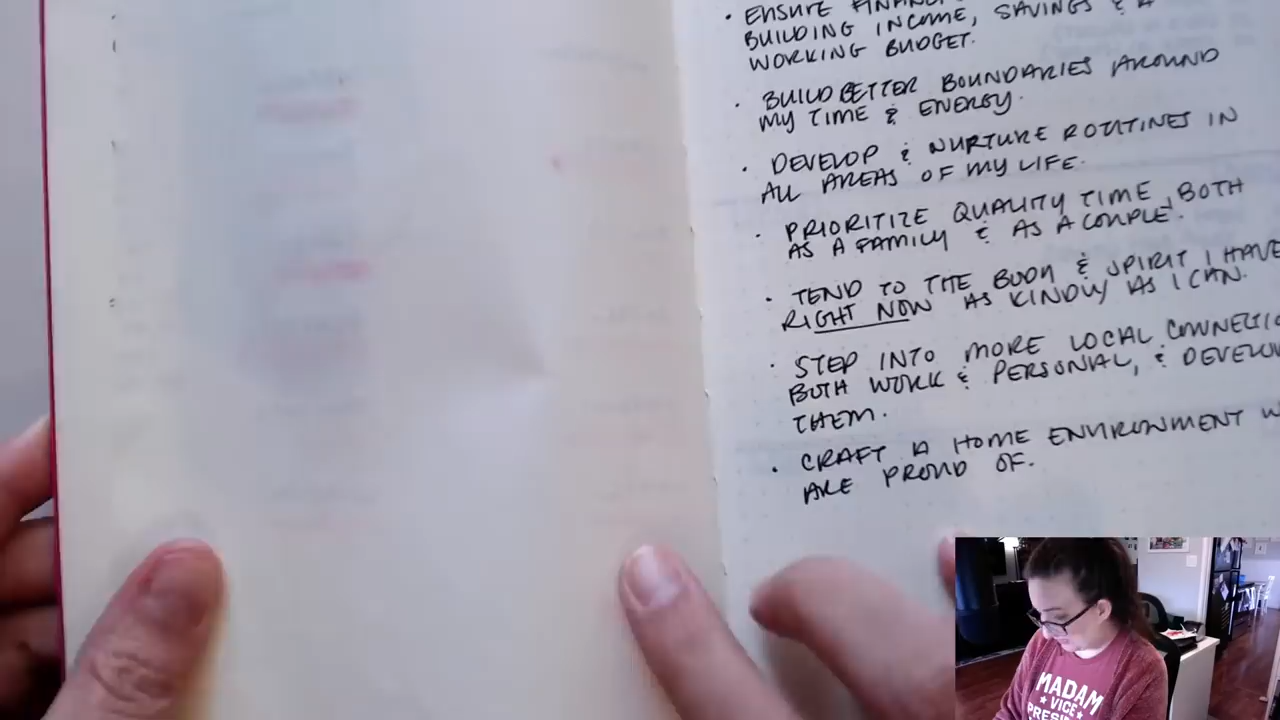 • ENSURE
BUILDING INCOME, SAVINGS & A
WORKING BUDGET.
• BUILD BETTER BOUNDARIES AROUND
MY TIME & ENERGY.
• DEVELOP & NURTURE ROUTINES IN
ALL AREAS OF MY LIFE.
• PRIORITIZE QUALITY TIME, BOTH
AS A FAMILY & AS A COUPLE.
• TEND TO THE BODY & SPIRIT I HAVE
RIGHT NOW AS KINDLY AS I CAN.
• STEP INTO MORE LOCAL
BOTH WORK & PERSONAL, &
THEM.
• CRAFT A HOME ENVIRONMENT
ARE PROUD OF.
MADAM
VICE